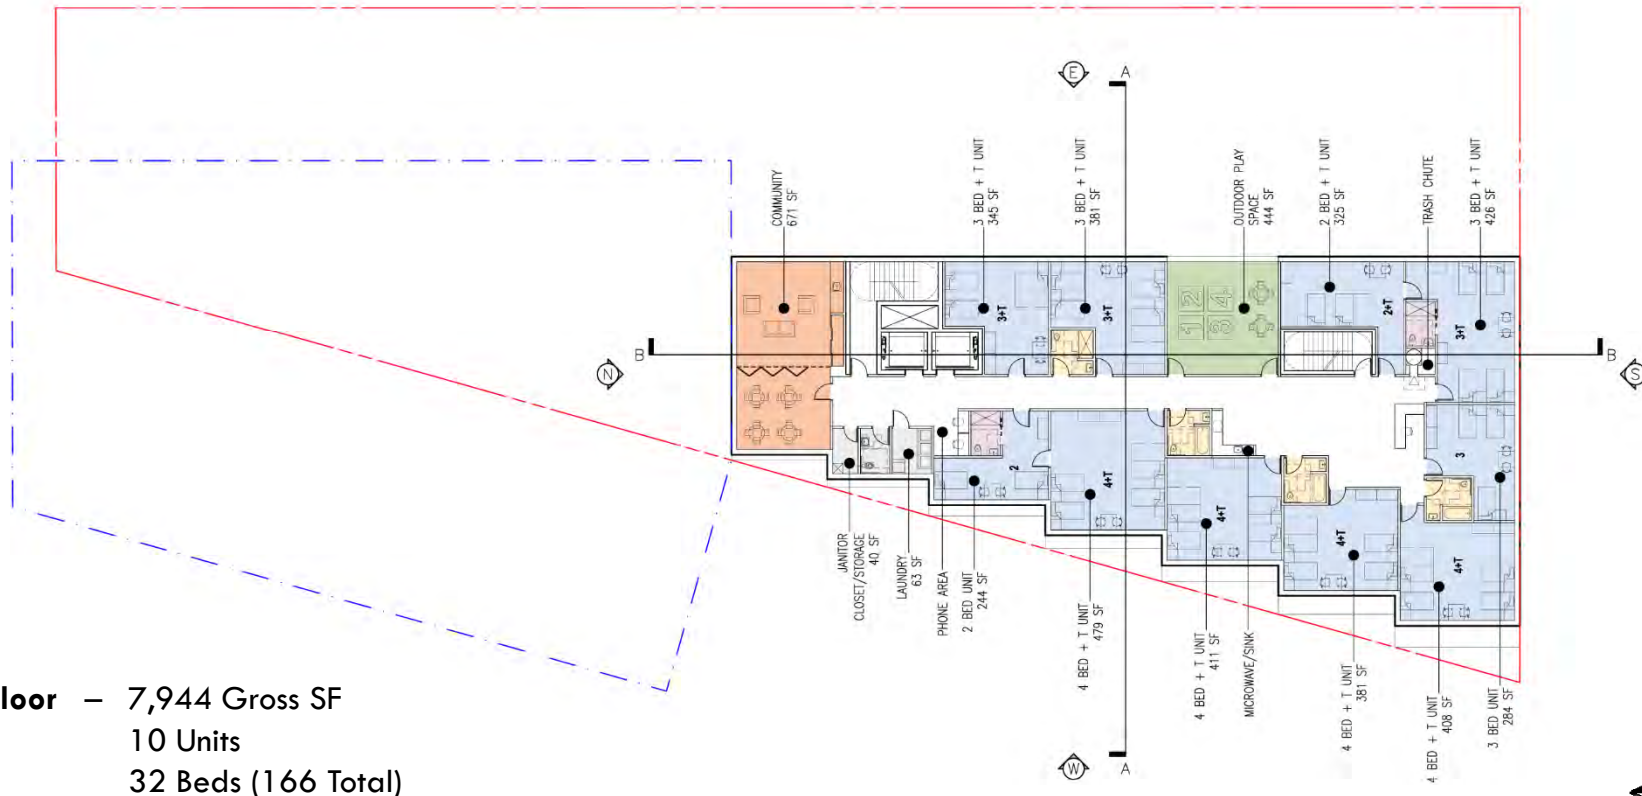 E
A
COMMUNITY
671 SF
3 BED + T UNIT
345 SF
3 BED + T UNIT
381 SF
OUTDOOR PLAY
SPACE
444 SF
2 BED + T UNIT
325 SF
TRASH CHUTE
3 BED + T UNIT
426 SF
3+T
3+T
1 2
3 4
2+T
3+T
B
B
N
S
2
4+T
4+T
4+T
4+T
3
JANITOR
CLOSET/STORAGE
40 SF
LAUNDRY
63 SF
PHONE AREA
2 BED UNIT
244 SF
4 BED + T UNIT
479 SF
4 BED + T UNIT
411 SF
MICROWAVE/SINK
4 BED + T UNIT
381 SF
4 BED + T UNIT
408 SF
3 BED UNIT
284 SF
W
A
loor – 7,944 Gross SF
10 Units
32 Beds (166 Total)